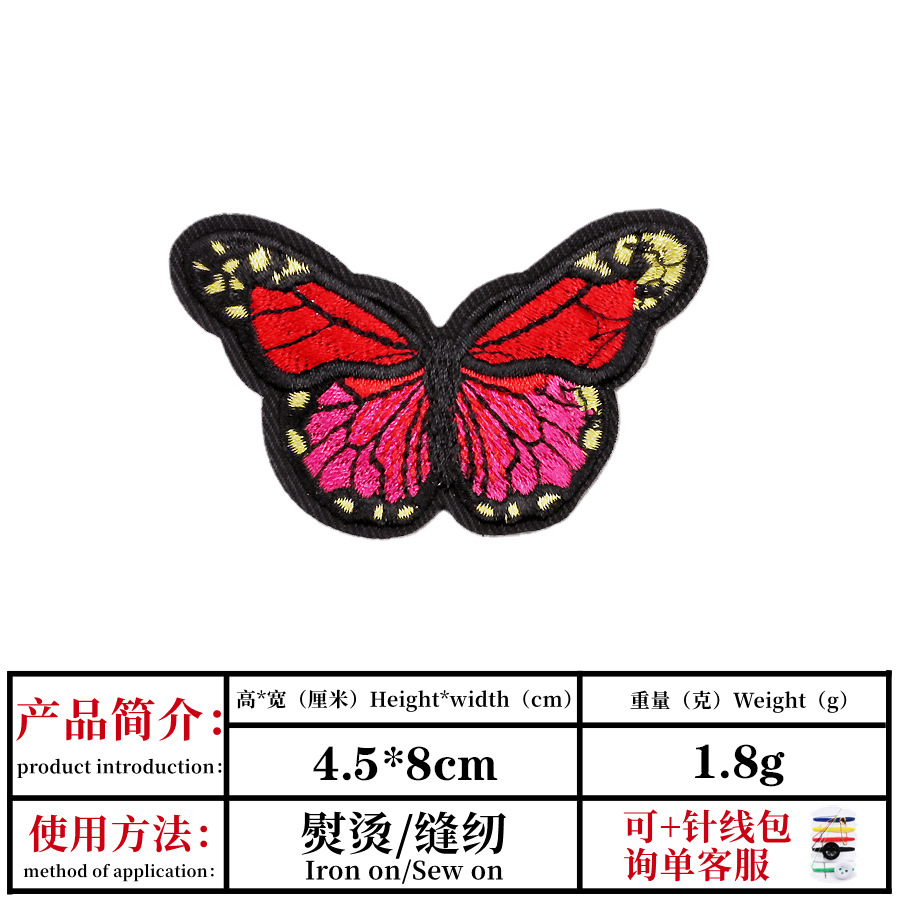 产品简介：
product introduction：
高*宽（厘米）Height*width（cm）
重量（克）Weight（g）
4.5*8cm
1.8g
使用方法：
method of application：
熨烫/缝纫
Iron on/Sew on
可+针线包
询单客服